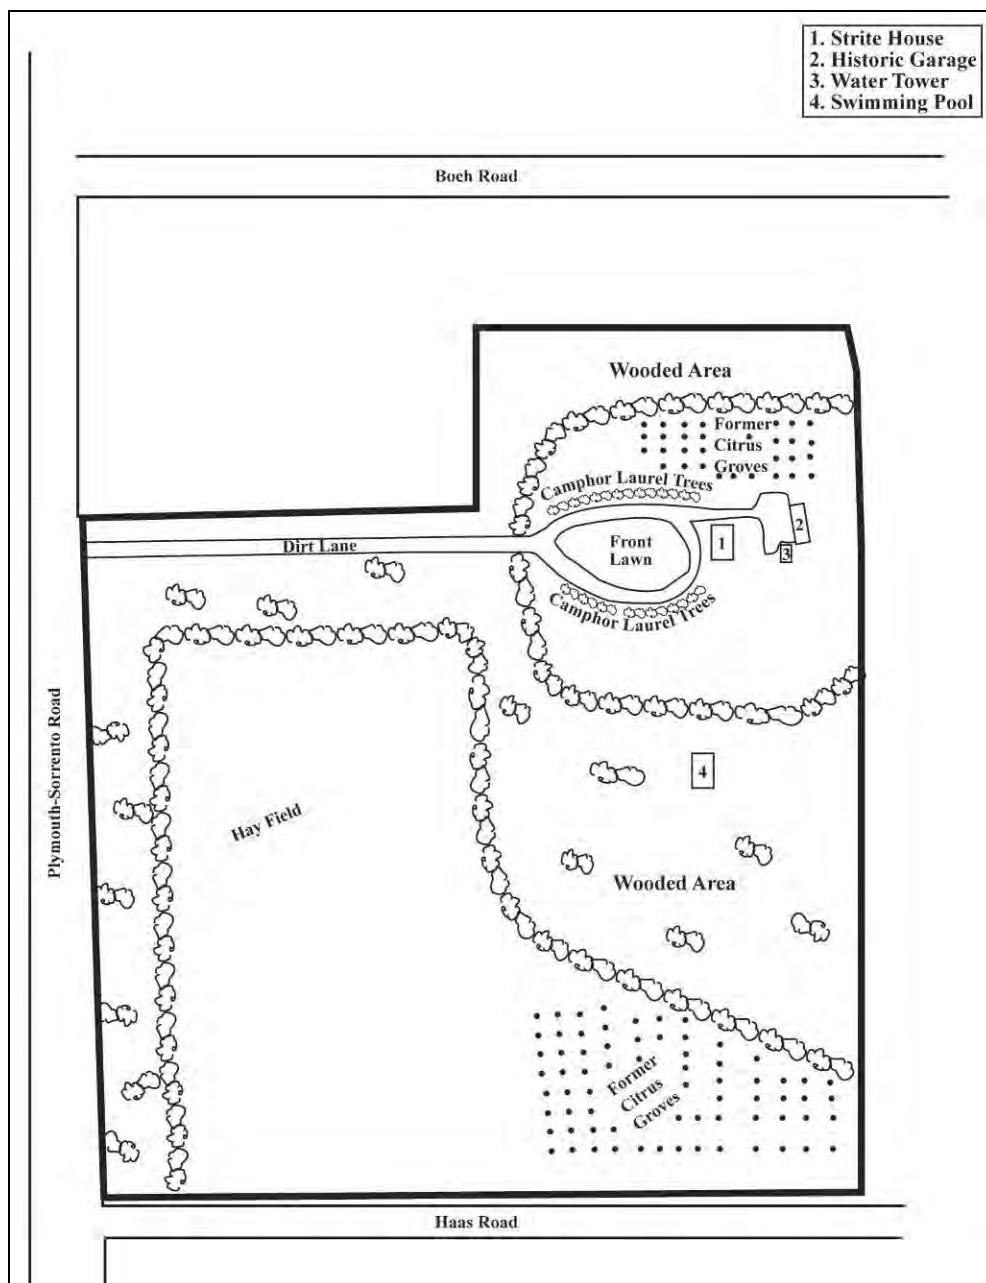 1. Strite House
2. Historic Garage
3. Water Tower
4. Swimming Pool
Boch Road
Wooded Area
Former
Citrus
Groves
Camphor Laurel Trees
2
Dirt Lane
Front
Lawn
1
3
Camphor Laurel Trees
Plymouth-Sorrento Road
4
Hay Field
Wooded Area
Former
Citrus
Groves
Haas Road